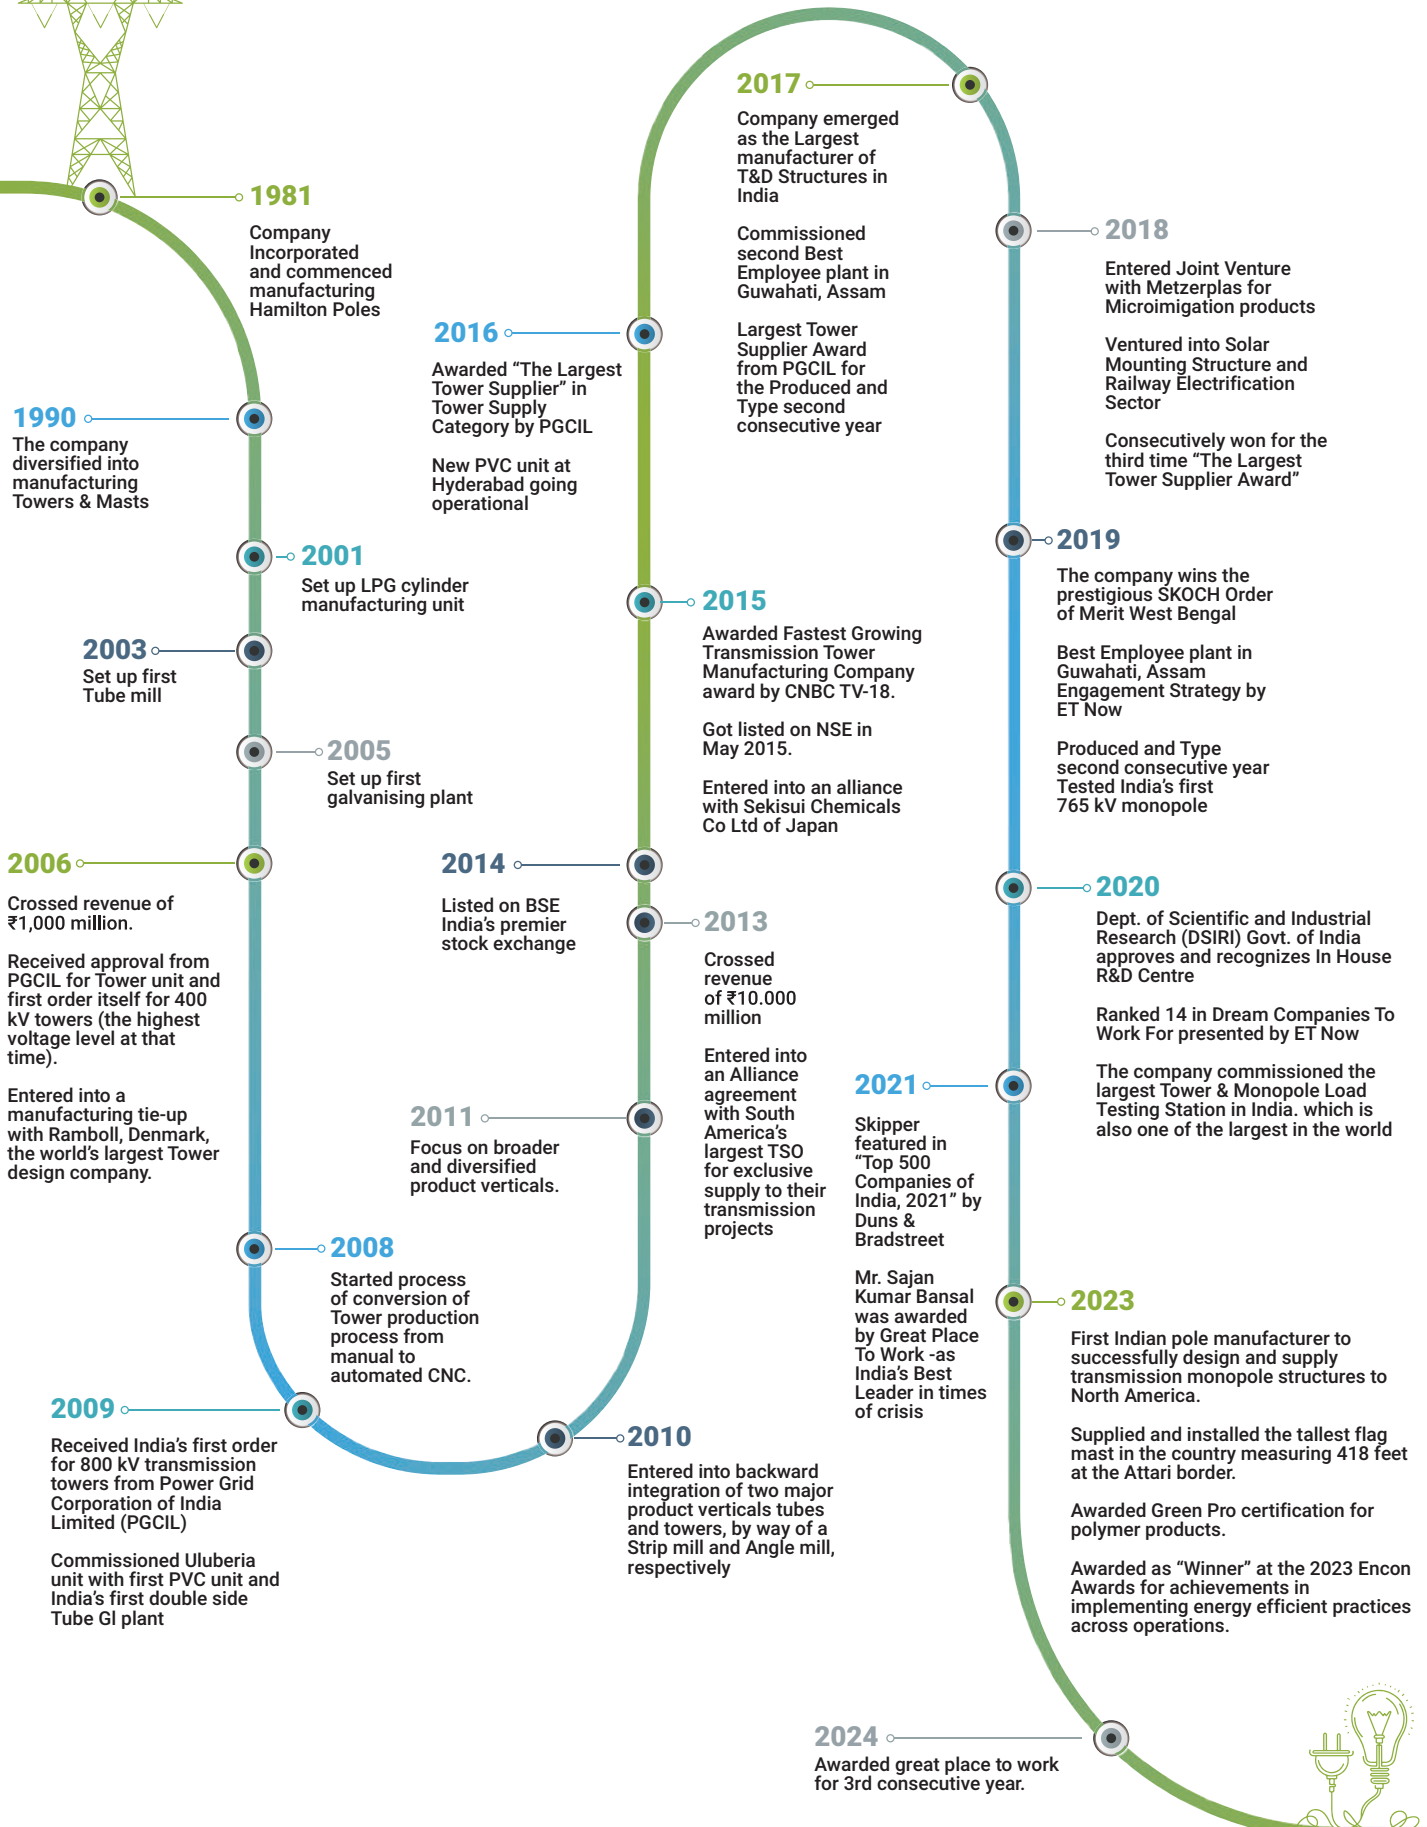 1981
Company
Incorporated
and commenced
manufacturing
Hamilton Poles
1990
The company
diversified into
manufacturing
Towers & Masts
2001
Set up LPG cylinder
manufacturing unit
2003
Set up first
Tube mill
2005
Set up first
galvanising plant
2006
Crossed revenue of
₹1,000 million.
Received approval from
PGCIL for Tower unit and
first order itself for 400
kV towers (the highest
voltage level at that
time).
Entered into a
manufacturing tie-up
with Ramboll, Denmark,
the world's largest Tower
design company.
2008
Started process
of conversion of
Tower production
process from
manual to
automated CNC.
2009
Received India's first order
for 800 kV transmission
towers from Power Grid
Corporation of India
Limited (PGCIL)
Commissioned Uluberia
unit with first PVC unit and
India's first double side
Tube GI plant
2010
Entered into backward
integration of two major
product verticals tubes
and towers, by way of a
Strip mill and Angle mill,
respectively
2011
Focus on broader
and diversified
product verticals.
2013
Crossed
revenue
of ₹10.000
million
Entered into
an Alliance
agreement
with South
America's
largest TSO
for exclusive
supply to their
transmission
projects
2014
Listed on BSE
India's premier
stock exchange
2015
Awarded Fastest Growing
Transmission Tower
Manufacturing Company
award by CNBC TV-18.
Got listed on NSE in
May 2015.
Entered into an alliance
with Sekisui Chemicals
Co Ltd of Japan
2016
Awarded “The Largest
Tower Supplier” in
Tower Supply
Category by PGCIL
New PVC unit at
Hyderabad going
operational
2017
Company emerged
as the Largest
manufacturer of
T&D Structures in
India
Commissioned
second Best
Employee plant in
Guwahati, Assam
Largest Tower
Supplier Award
from PGCIL for
the Produced and
Type second
consecutive year
2018
Entered Joint Venture
with Metzerplas for
Microimigation products
Ventured into Solar
Mounting Structure and
Railway Electrification
Sector
Consecutively won for the
third time “The Largest
Tower Supplier Award”
2019
The company wins the
prestigious SKOCH Order
of Merit West Bengal
Best Employee plant in
Guwahati, Assam
Engagement Strategy by
ET Now
Produced and Type
second consecutive year
Tested India's first
765 kV monopole
2020
Dept. of Scientific and Industrial
Research (DSIRI) Govt. of India
approves and recognizes In House
R&D Centre
Ranked 14 in Dream Companies To
Work For presented by ET Now
The company commissioned the
largest Tower & Monopole Load
Testing Station in India. which is
also one of the largest in the world
2021
Skipper
featured in
“Top 500
Companies of
India, 2021” by
Duns &
Bradstreet
Mr. Sajan
Kumar Bansal
was awarded
by Great Place
To Work -as
India's Best
Leader in times
of crisis
2023
First Indian pole manufacturer to
successfully design and supply
transmission monopole structures to
North America.
Supplied and installed the tallest flag
mast in the country measuring 418 feet
at the Attari border.
Awarded Green Pro certification for
polymer products.
Awarded as “Winner” at the 2023 Encon
Awards for achievements in
implementing energy efficient practices
across operations.
2024
Awarded great place to work
for 3rd consecutive year.